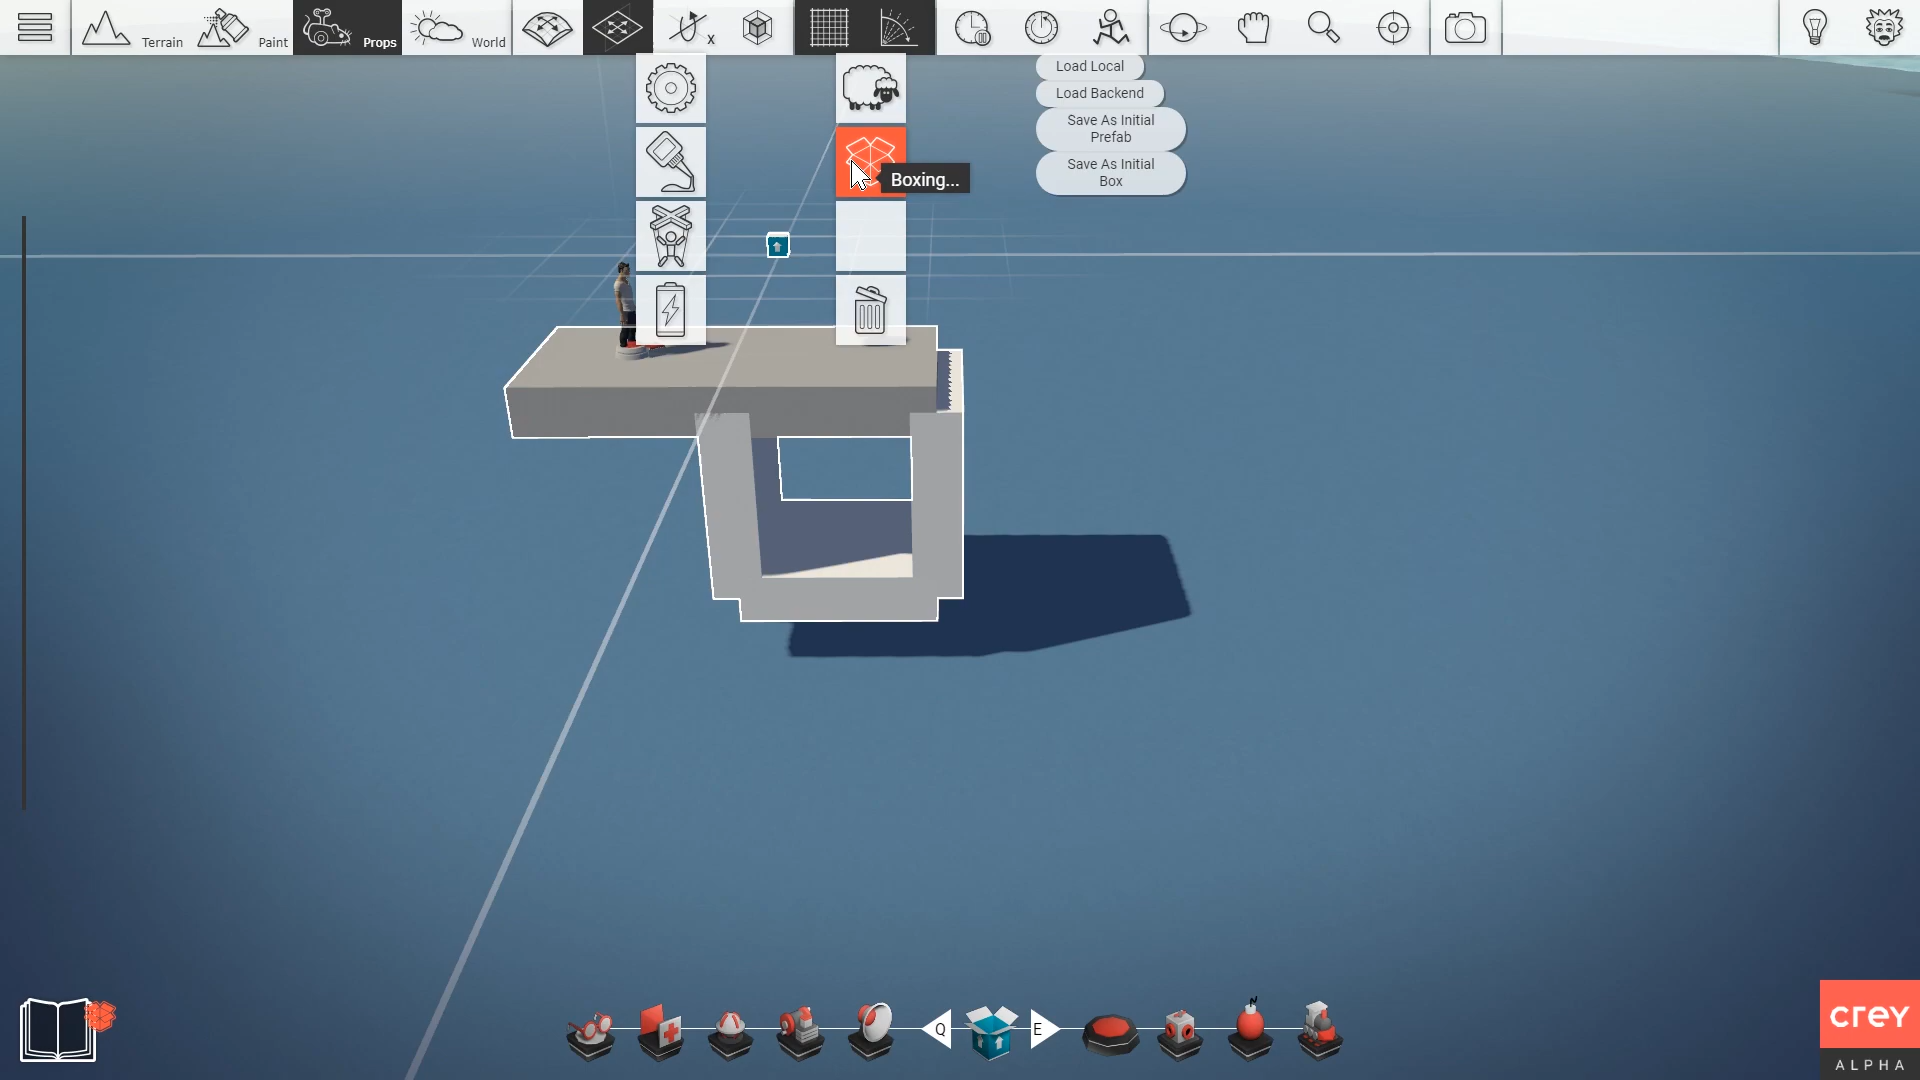 Terrain
Paint
Props
World
x
Load Local
Load Backend
Save As Initial
Prefab
Save As Initial
Box
Boxing...
Q
E
crey
ALPHA